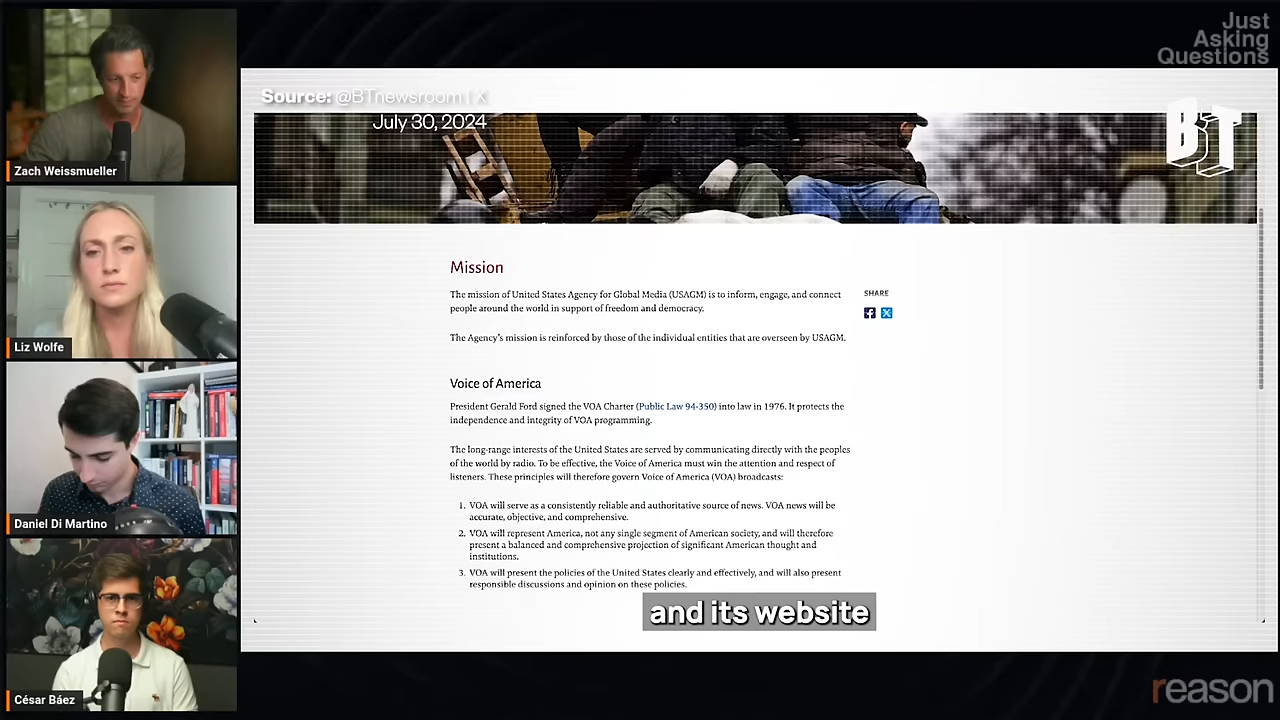 Just
Asking
Questions
Source: @BTnewsroom | X
July 30, 2024
BT
Zach Weissmueller
Liz Wolfe
Daniel Di Martino
César Báez
Mission
The mission of United States Agency for Global Media (USAGM) is to inform, engage, and connect
people around the world in support of freedom and democracy.
The Agency's mission is reinforced by those of the individual entities that are overseen by USAGM.
SHARE
Voice of America
President Gerald Ford signed the VOA Charter (Public Law 94-350) into law in 1976. It protects the
independence and integrity of VOA programming.
The long-range interests of the United States are served by communicating directly with the peoples
of the world by radio. To be effective, the Voice of America must win the attention and respect of
listeners. These principles will therefore govern Voice of America (VOA) broadcasts:
1. VOA will serve as a consistently reliable and authoritative source of news. VOA news will be
accurate, objective, and comprehensive.
2. VOA will represent America, not any single segment of American society, and will therefore
present a balanced and comprehensive projection of significant American thought and
institutions.
3. VOA will present the policies of the United States clearly and effectively, and will also present
responsible discussions and opinion on these policies.
and its website
reason